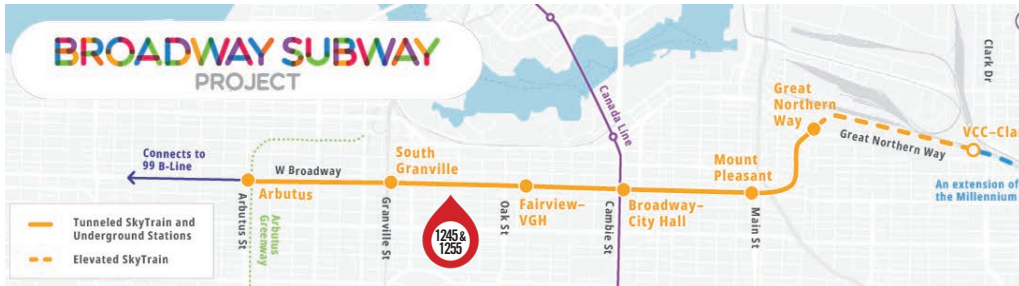 BROADWAY SUBWAY
PROJECT
Clark Dr
Canada Line
Great
Northern
Way
Great Northern Way
VCC–Cla
Connects to
99 B-Line
W Broadway
South
Granville
Mount
Pleasant
Arbutus
Fairview–
VGH
Broadway–
City Hall
An extension of
the Millennium
Arbutus St
Arbutus
Greenway
Granville St
1245 &
1255
Oak St
Cambie St
Main St
Tunneled SkyTrain and
Underground Stations
Elevated SkyTrain